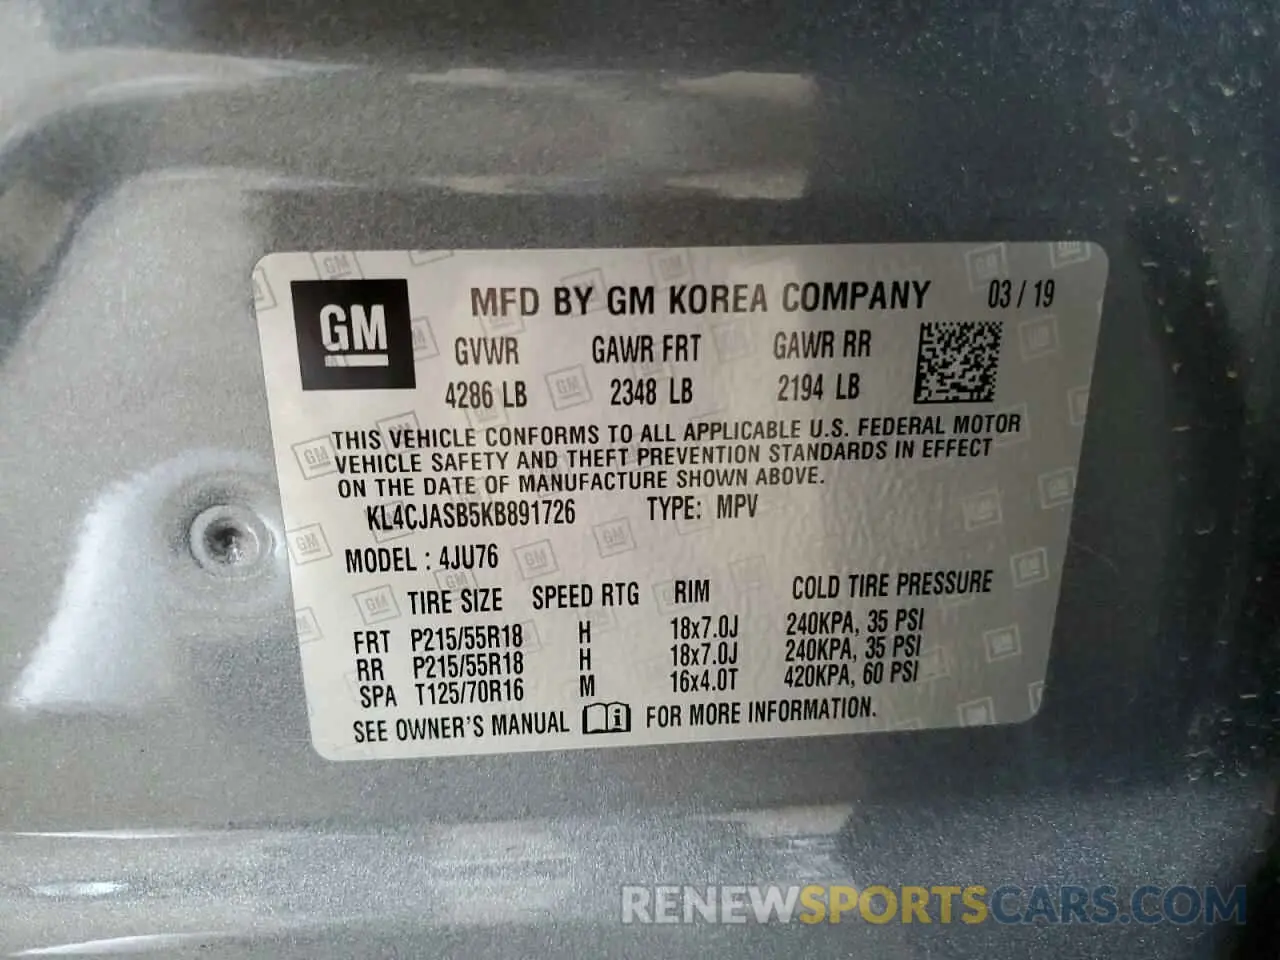 GM
MFD BY GM KOREA COMPANY 03 / 19
GVWR GAWR FRT GAWR RR
4286 LB 2348 LB 2194 LB
THIS VEHICLE CONFORMS TO ALL APPLICABLE U.S. FEDERAL MOTOR
VEHICLE SAFETY AND THEFT PREVENTION STANDARDS IN EFFECT
ON THE DATE OF MANUFACTURE SHOWN ABOVE.
KL4CJASB5KB891726 TYPE: MPV
MODEL : 4JU76
TIRE SIZE SPEED RTG RIM COLD TIRE PRESSURE
FRT P215/55R18 H 18x7.0J 240KPA, 35 PSI
RR P215/55R18 H 18x7.0J 240KPA, 35 PSI
SPA T125/70R16 M 16x4.0T 420KPA, 60 PSI
SEE OWNER'S MANUAL FOR MORE INFORMATION.
RENEWSPORTSCARS.COM